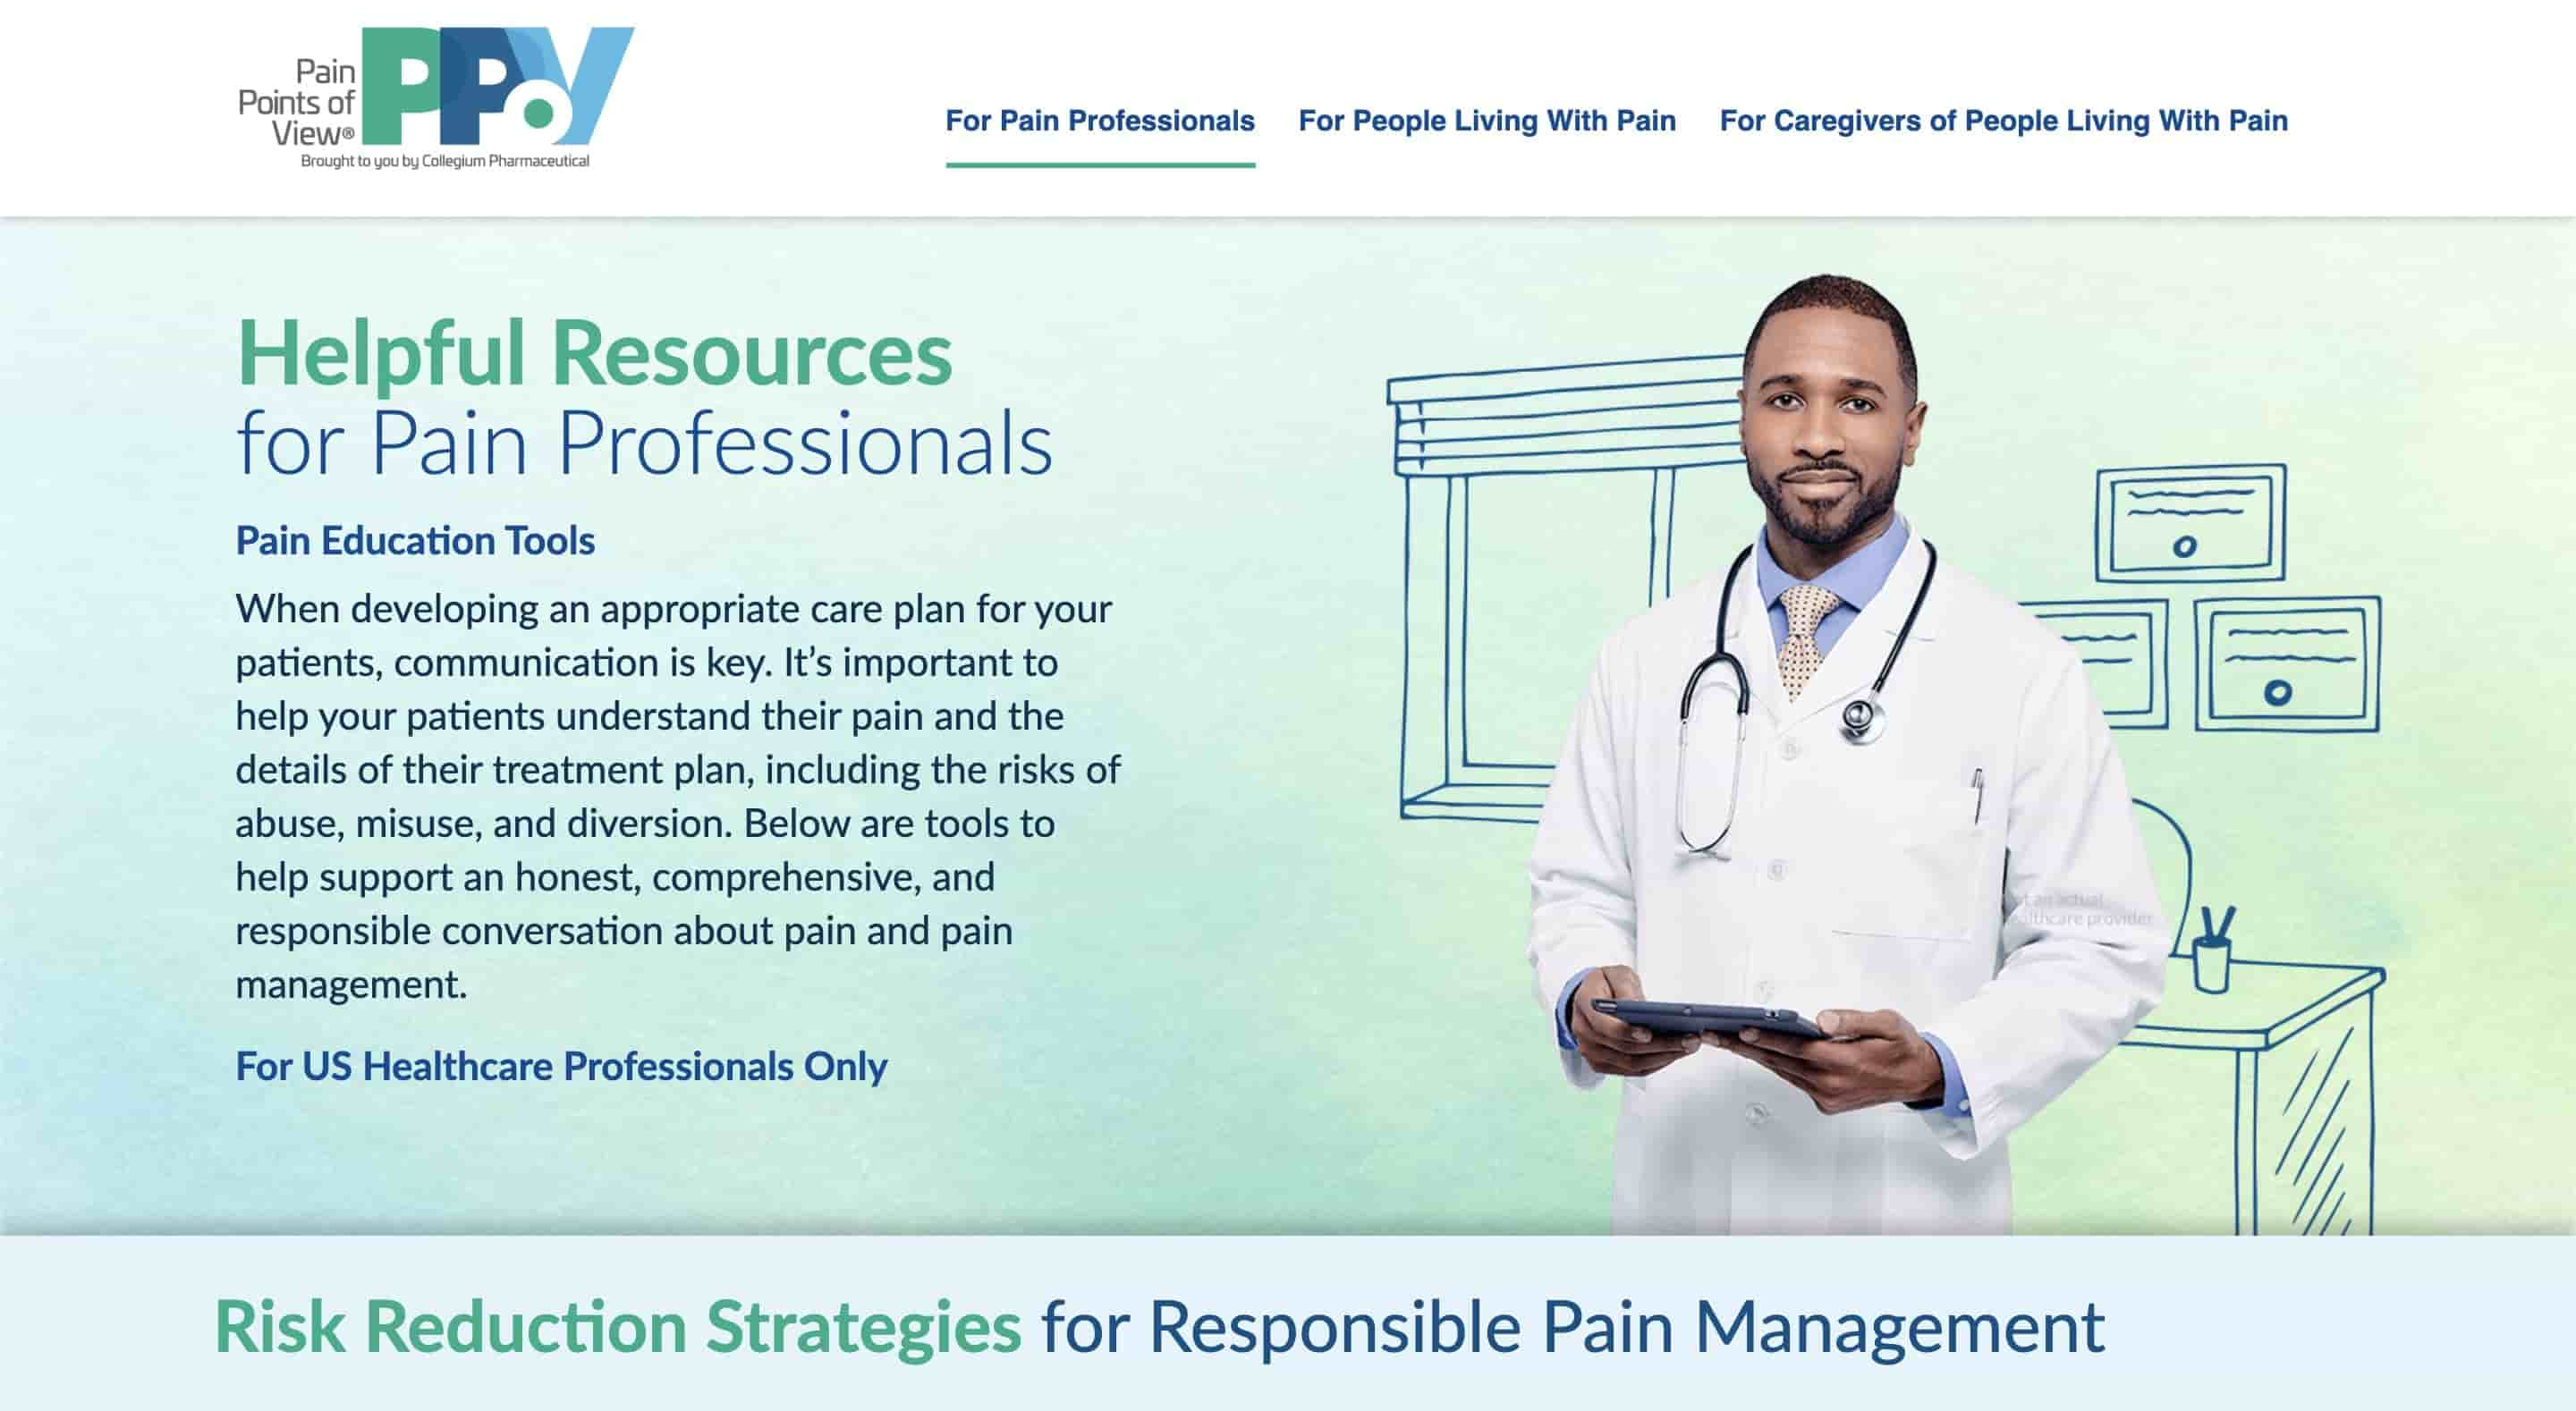 Pain
Points of
View®
PPoV
Brought to you by Collegium Pharmaceutical
For Pain Professionals
For People Living With Pain
For Caregivers of People Living With Pain
Helpful Resources
for Pain Professionals
Pain Education Tools
When developing an appropriate care plan for your
patients, communication is key. It’s important to
help your patients understand their pain and the
details of their treatment plan, including the risks of
abuse, misuse, and diversion. Below are tools to
help support an honest, comprehensive, and
responsible conversation about pain and pain
management.
For US Healthcare Professionals Only
an actual
provider
Risk Reduction Strategies for Responsible Pain Management